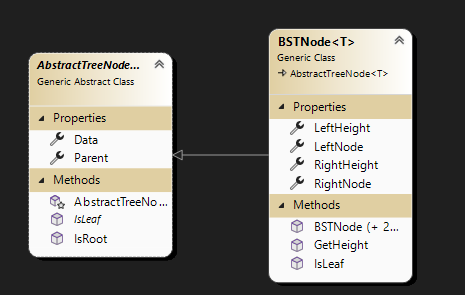 AbstractTreeNode...
Generic Abstract Class
Properties
Data
Parent
Methods
AbstractTreeNo...
IsLeaf
IsRoot
BSTNode<T>
Generic Class
AbstractTreeNode<T>
Properties
LeftHeight
LeftNode
RightHeight
RightNode
Methods
BSTNode (+ 2...
GetHeight
IsLeaf